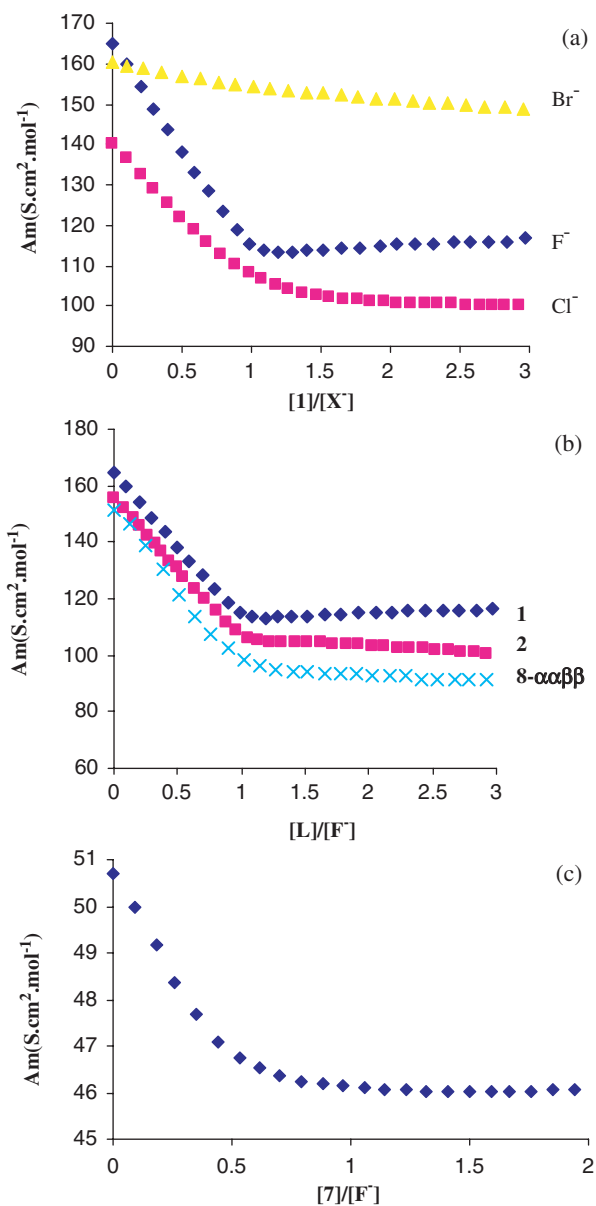 (a)
170
160
150
140
130
120
110
100
90
Am(S.cm².mol⁻¹)
Br⁻
F⁻
Cl⁻
0 0.5 1 1.5 2 2.5 3
[1]/[X⁻]
(b)
180
160
140
120
100
80
60
Am(S.cm².mol⁻¹)
1
2
8-ααββ
0 0.5 1 1.5 2 2.5 3
[L]/[F⁻]
(c)
51
50
49
48
47
46
45
Am(S.cm².mol⁻¹)
0 0.5 1 1.5 2
[7]/[F⁻]